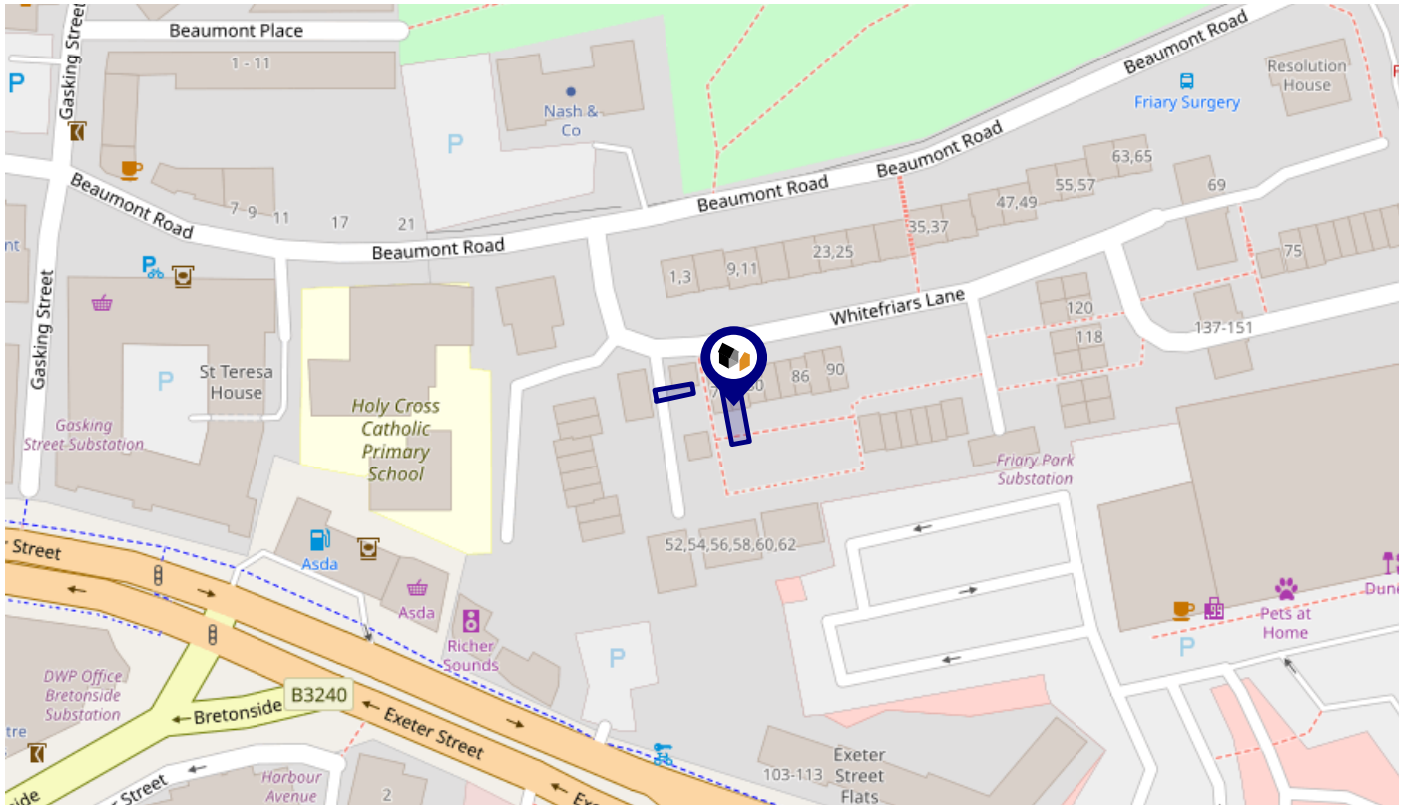 Beaumont Place
Gasking Street
1 - 11
P
Nash &
Co
P
Beaumont Road
Resolution
House
Friary Surgery
Beaumont Road
63,65
55,57
47,49
69
Beaumont Road
Beaumont Road
7
9
11
17
21
35,37
Beaumont Road
23,25
9,11
1,3
75
P
Gasking Street
Whitefriars Lane
120
118
137-151
St Teresa
House
P
86
90
Holy Cross
Catholic
Primary
School
Gasking
Street Substation
Friary Park
Substation
Street
Asda
52,54,56,58,60,62
Asda
Richer
Sounds
P
99
Pets at
Home
P
DWP Office
Bretonside
Substation
B3240
Bretonside
Exeter Street
tre
Harbour
Avenue
Street
2
103-113
Exeter
Street
Flats
side